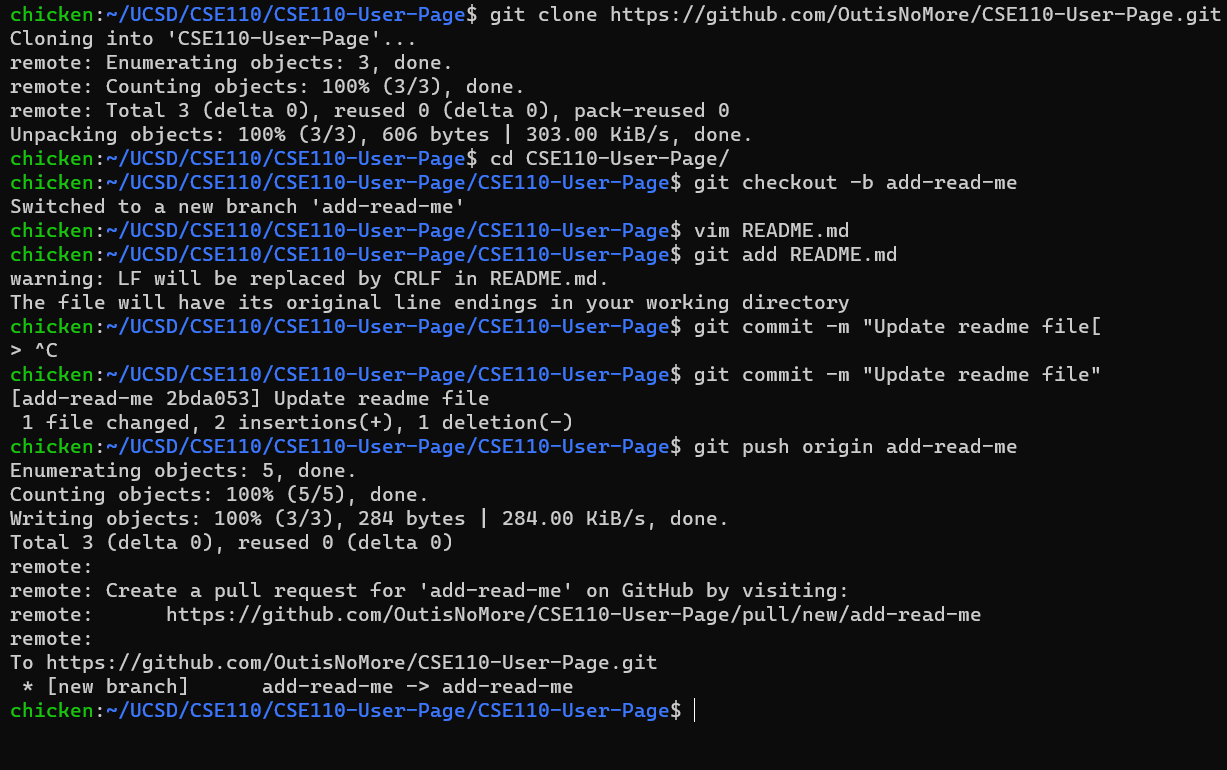 chicken:~/UCSD/CSE110/CSE110-User-Page$ git clone https://github.com/OutisNoMore/CSE110-User-Page.git
Cloning into 'CSE110-User-Page'...
remote: Enumerating objects: 3, done.
remote: Counting objects: 100% (3/3), done.
remote: Total 3 (delta 0), reused 0 (delta 0), pack-reused 0
Unpacking objects: 100% (3/3), 606 bytes | 303.00 KiB/s, done.
chicken:~/UCSD/CSE110/CSE110-User-Page$ cd CSE110-User-Page/
chicken:~/UCSD/CSE110/CSE110-User-Page/CSE110-User-Page$ git checkout -b add-read-me
Switched to a new branch 'add-read-me'
chicken:~/UCSD/CSE110/CSE110-User-Page/CSE110-User-Page$ vim README.md
chicken:~/UCSD/CSE110/CSE110-User-Page/CSE110-User-Page$ git add README.md
warning: LF will be replaced by CRLF in README.md.
The file will have its original line endings in your working directory
chicken:~/UCSD/CSE110/CSE110-User-Page/CSE110-User-Page$ git commit -m "Update readme file[
> ^C
chicken:~/UCSD/CSE110/CSE110-User-Page/CSE110-User-Page$ git commit -m "Update readme file"
[add-read-me 2bda053] Update readme file
 1 file changed, 2 insertions(+), 1 deletion(-)
chicken:~/UCSD/CSE110/CSE110-User-Page/CSE110-User-Page$ git push origin add-read-me
Enumerating objects: 5, done.
Counting objects: 100% (5/5), done.
Writing objects: 100% (3/3), 284 bytes | 284.00 KiB/s, done.
Total 3 (delta 0), reused 0 (delta 0)
remote:
remote: Create a pull request for 'add-read-me' on GitHub by visiting:
remote:      https://github.com/OutisNoMore/CSE110-User-Page/pull/new/add-read-me
remote:
To https://github.com/OutisNoMore/CSE110-User-Page.git
 * [new branch]      add-read-me -> add-read-me
chicken:~/UCSD/CSE110/CSE110-User-Page/CSE110-User-Page$